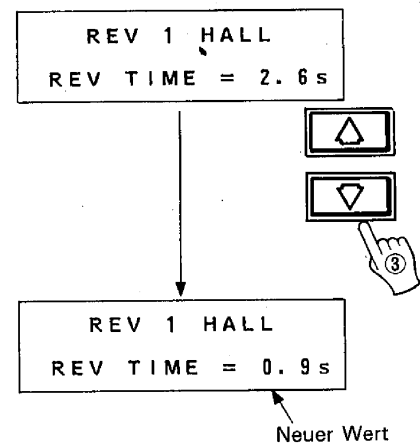 REV 1 HALL
REV TIME = 2.6s
③
REV 1 HALL
REV TIME = 0.9s
Neuer Wert